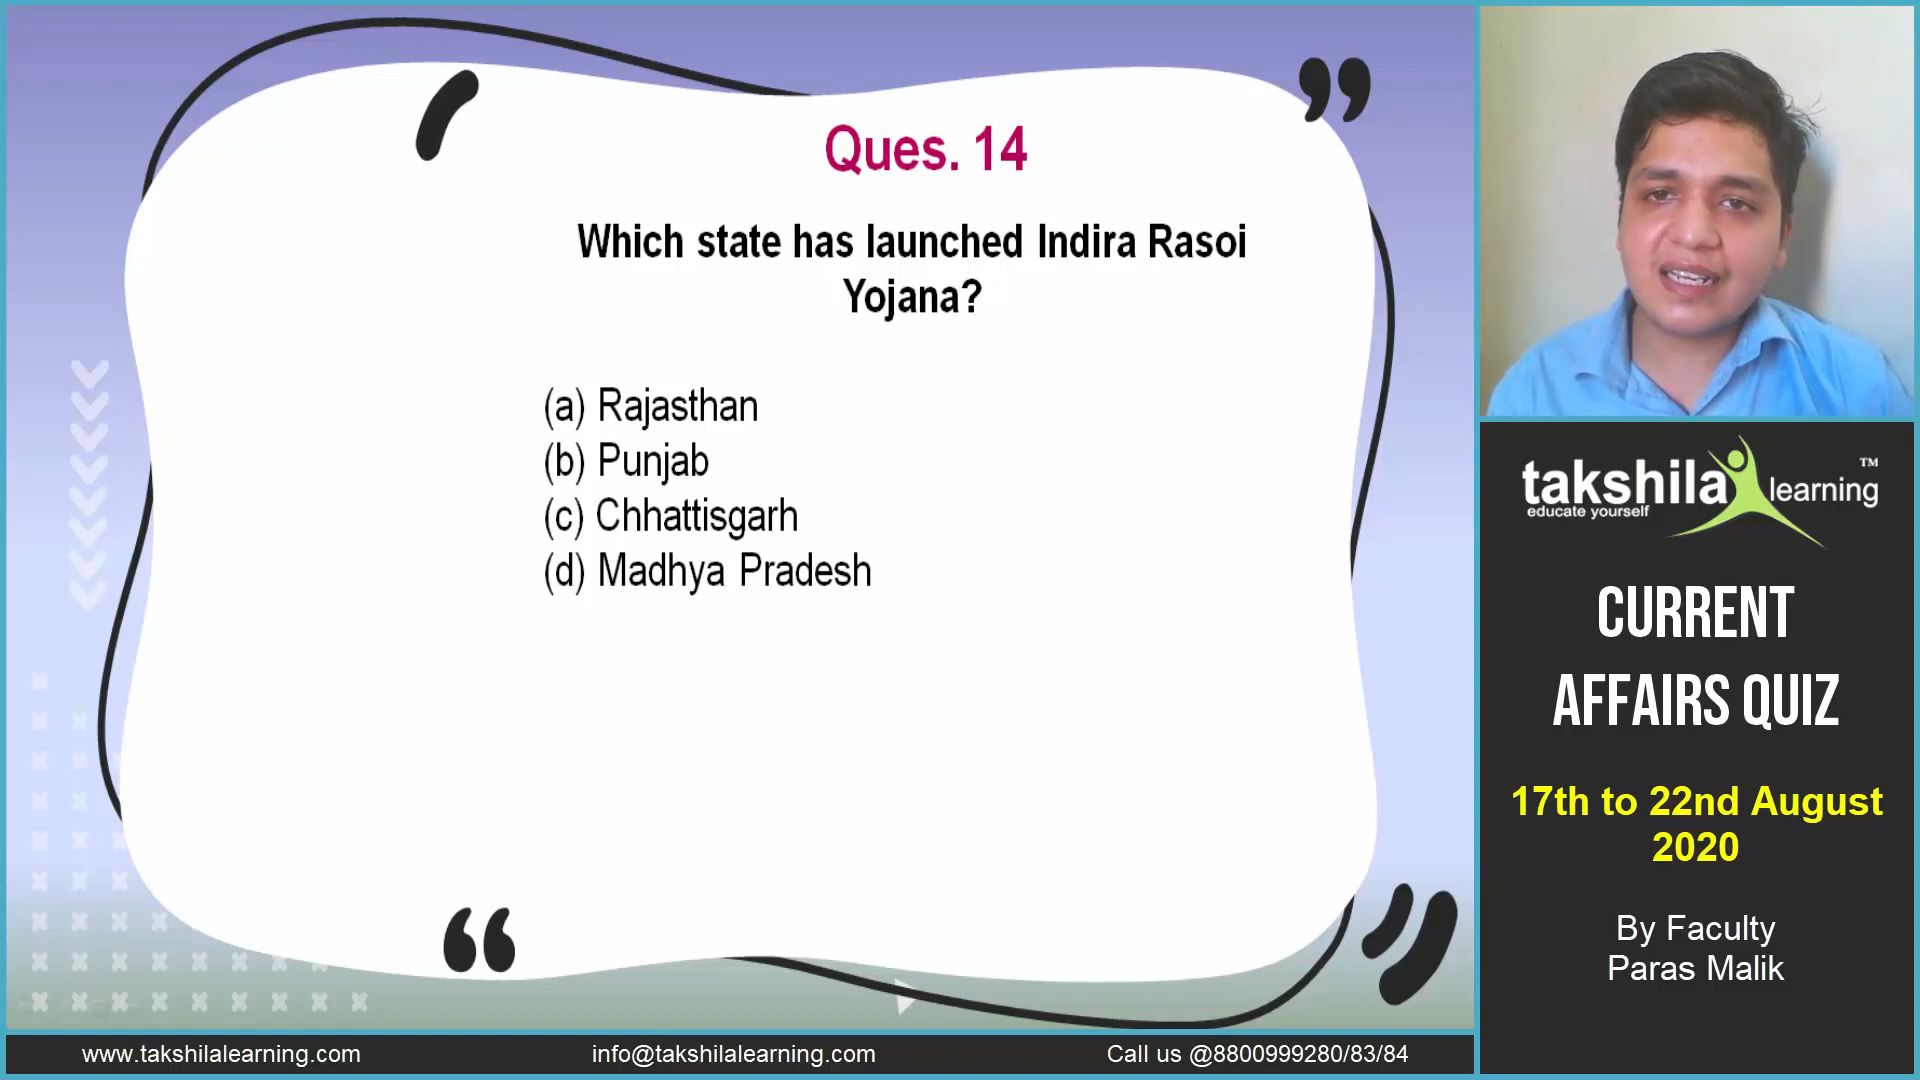 Ques. 14
Which state has launched Indira Rasoi
Yojana?
(a) Rajasthan
(b) Punjab
(c) Chhattisgarh
(d) Madhya Pradesh
takshila learning TM
educate yourself
CURRENT
AFFAIRS QUIZ
17th to 22nd August
2020
By Faculty
Paras Malik
www.takshilalearning.com info@takshilalearning.com Call us @8800999280/83/84